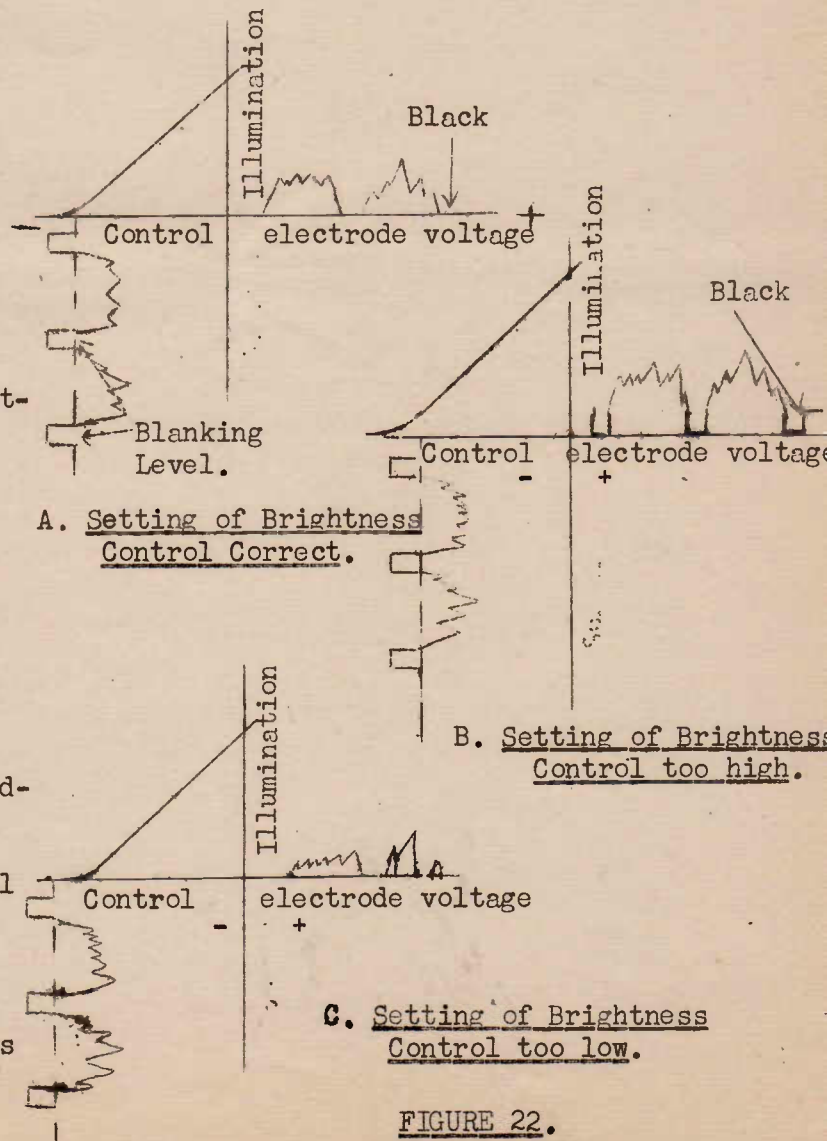 Illumination
Black
- Control electrode voltage +
Blanking
Level.
A. Setting of Brightness
Control Correct.
t-
Illumination
Black
Control electrode voltage
- +
B. Setting of Brightness
Control too high.
d-
l
s
Illumination
Control electrode voltage
- +
C. Setting of Brightness
Control too low.
FIGURE 22.